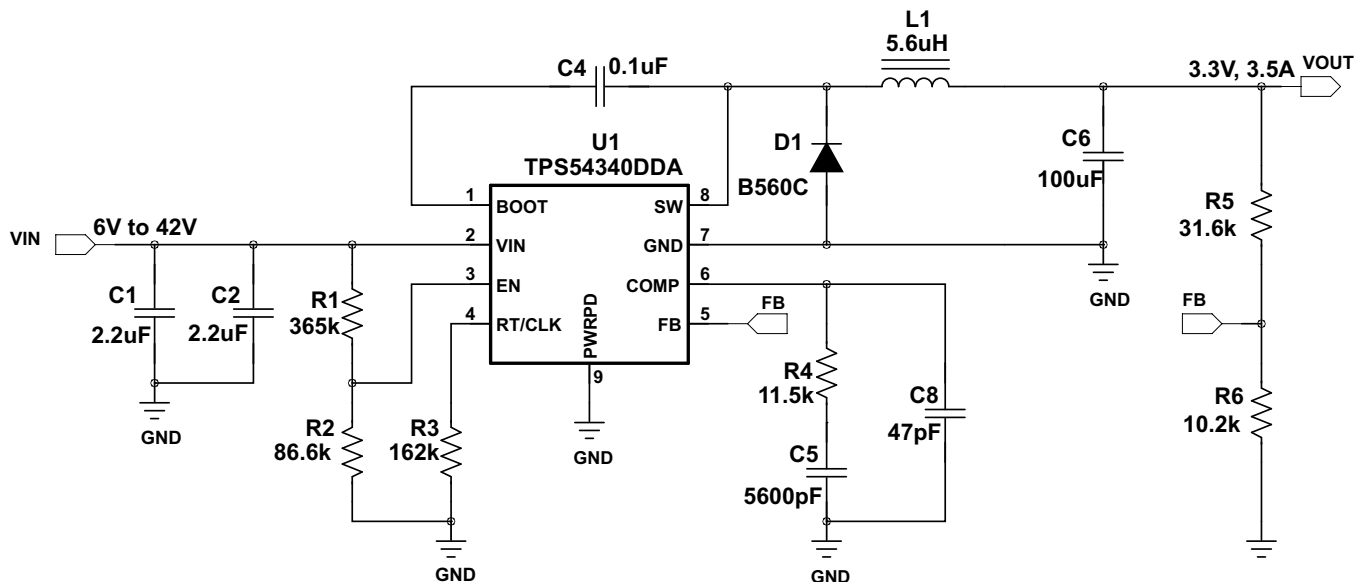 L1
5.6uH
C4
0.1uF
3.3V, 3.5A
VOUT
U1
TPS54340DDA
D1
B560C
C6
100uF
1
BOOT
SW
8
R5
31.6k
VIN
6V to 42V
2
VIN
GND
7
3
EN
COMP
6
GND
C1
2.2uF
C2
2.2uF
R1
365k
4
RT/CLK
FB
5
FB
FB
PWRPD
9
R4
11.5k
C8
47pF
R6
10.2k
GND
R2
86.6k
R3
162k
GND
C5
5600pF
GND
GND